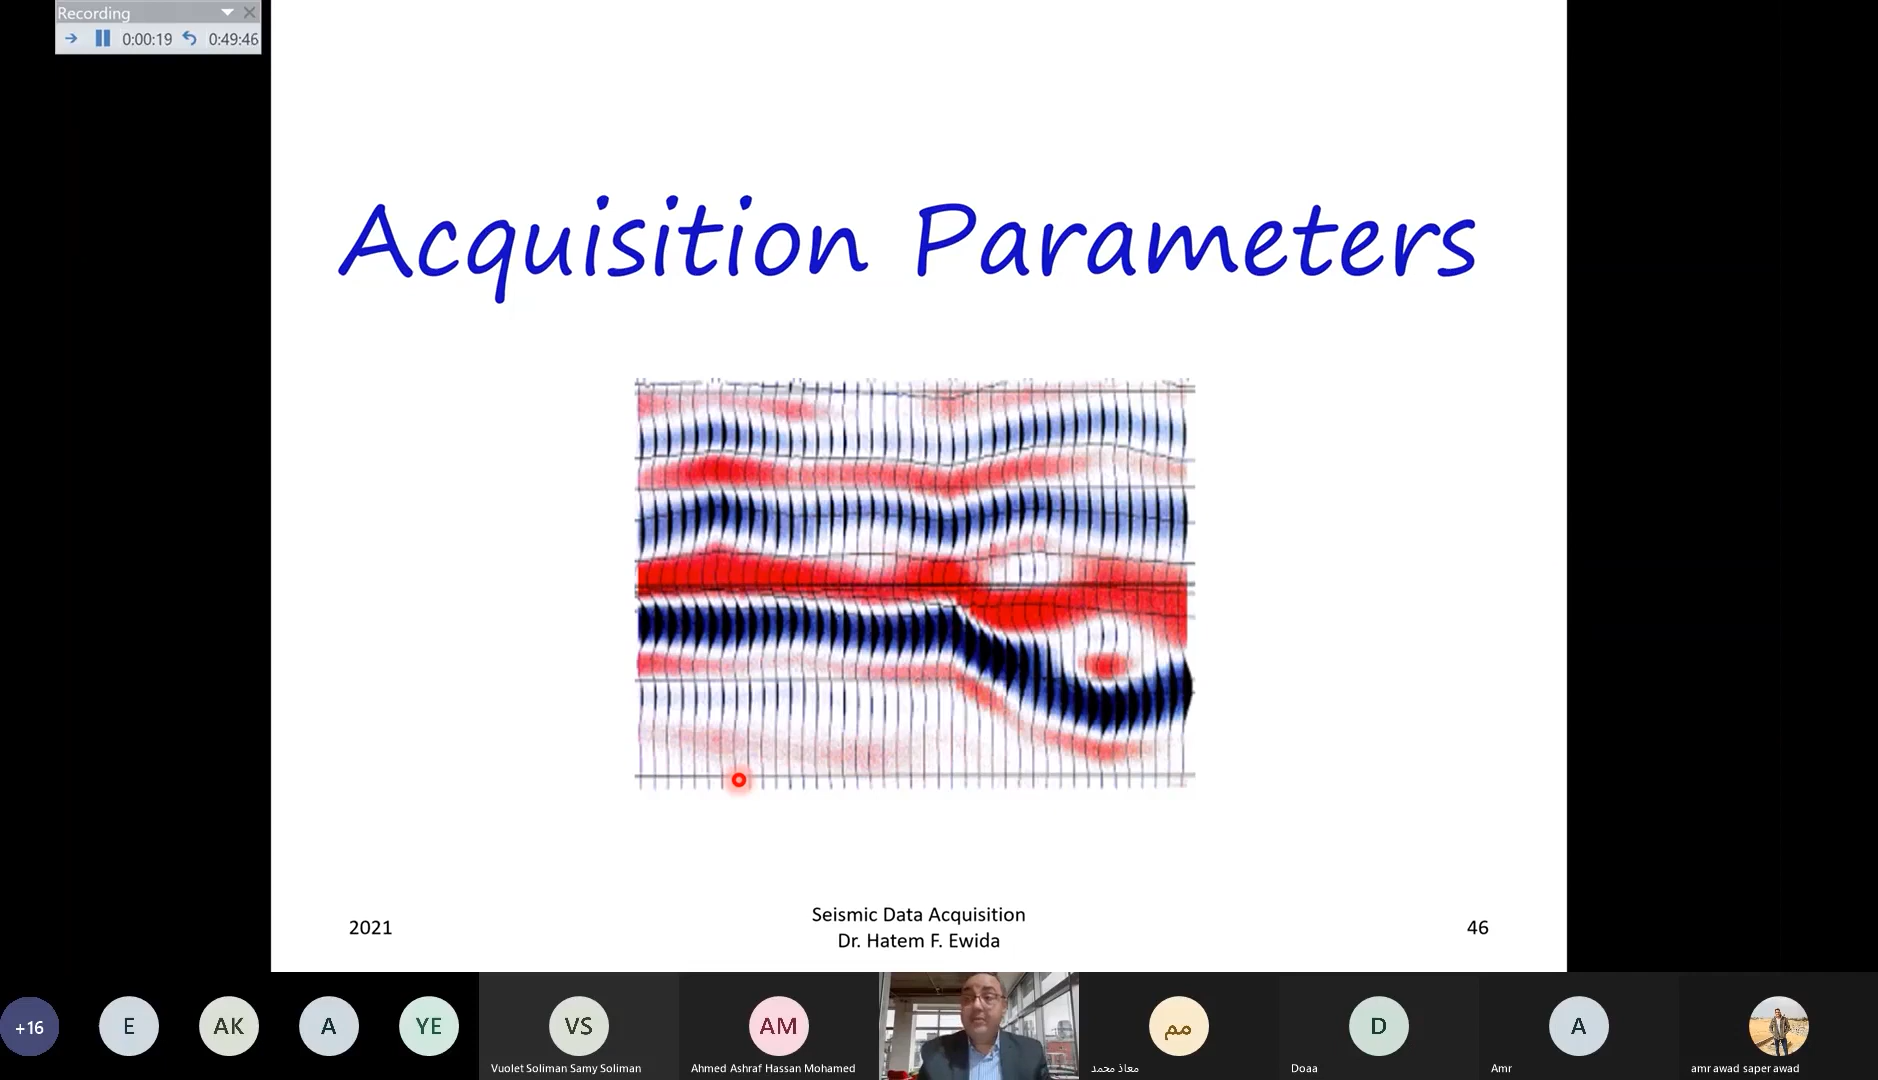 Recording
0:00:19 0:49:46
Acquisition Parameters
2021
Seismic Data Acquisition
Dr. Hatem F. Ewida
46
+16
E
AK
A
YE
VS
Vuolet Soliman Samy Soliman
AM
Ahmed Ashraf Hassan Mohamed
مم
معاذ محمد
D
Doaa
A
Amr
amr awad saper awad